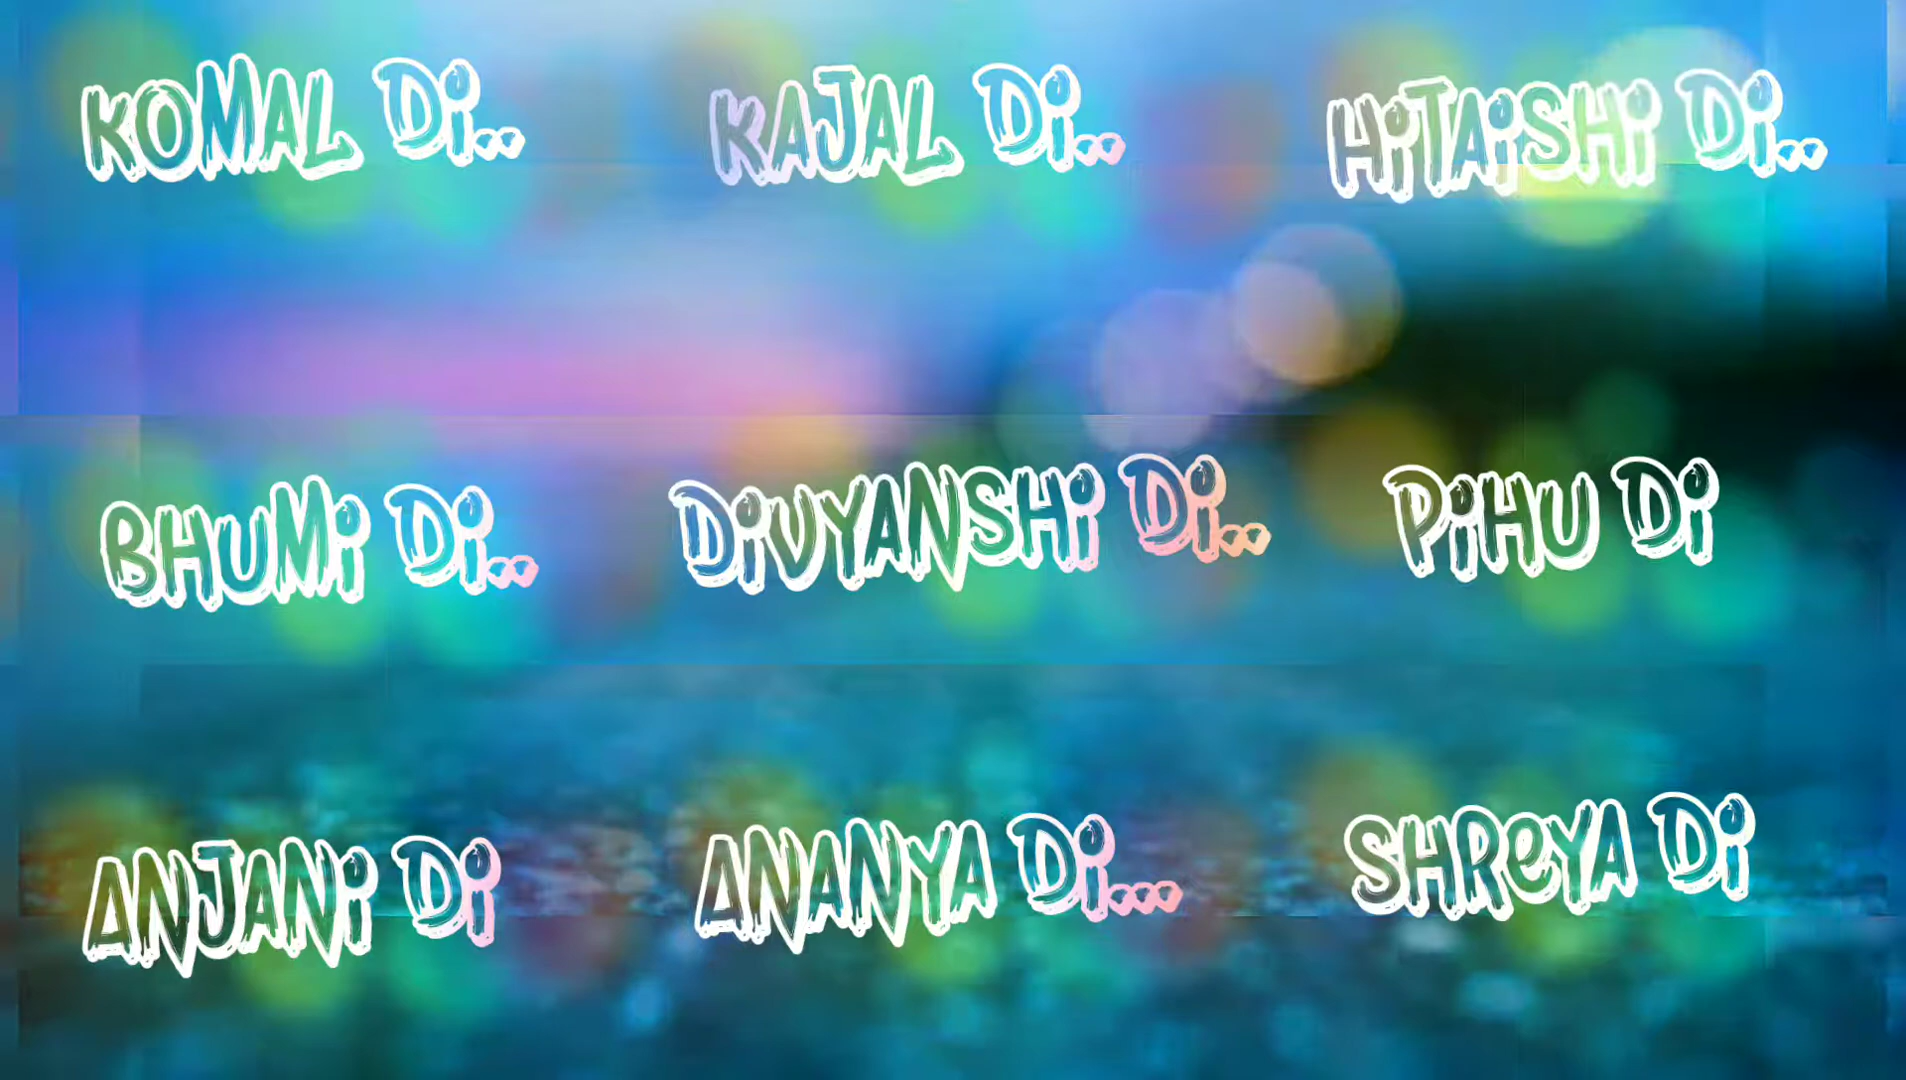 KOMAL Di..
KAJAL Di..
HiTAiSHi Di..
BHUMi Di..
DiVYANSHi Di..
PiHU Di
ANJANi Di
ANANYA Di...
SHReYA Di